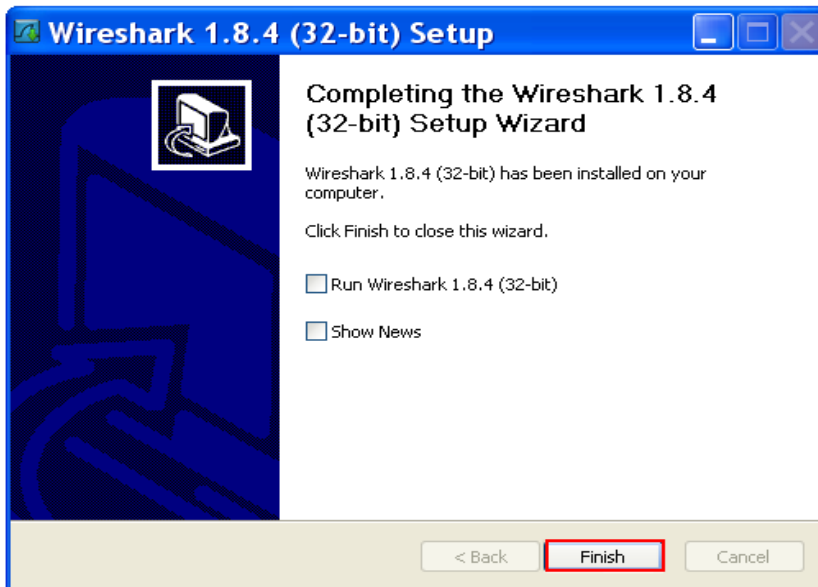 Wireshark 1.8.4 (32-bit) Setup
Completing the Wireshark 1.8.4
(32-bit) Setup Wizard
Wireshark 1.8.4 (32-bit) has been installed on your
computer.
Click Finish to close this wizard.
Run Wireshark 1.8.4 (32-bit)
Show News
< Back Finish Cancel